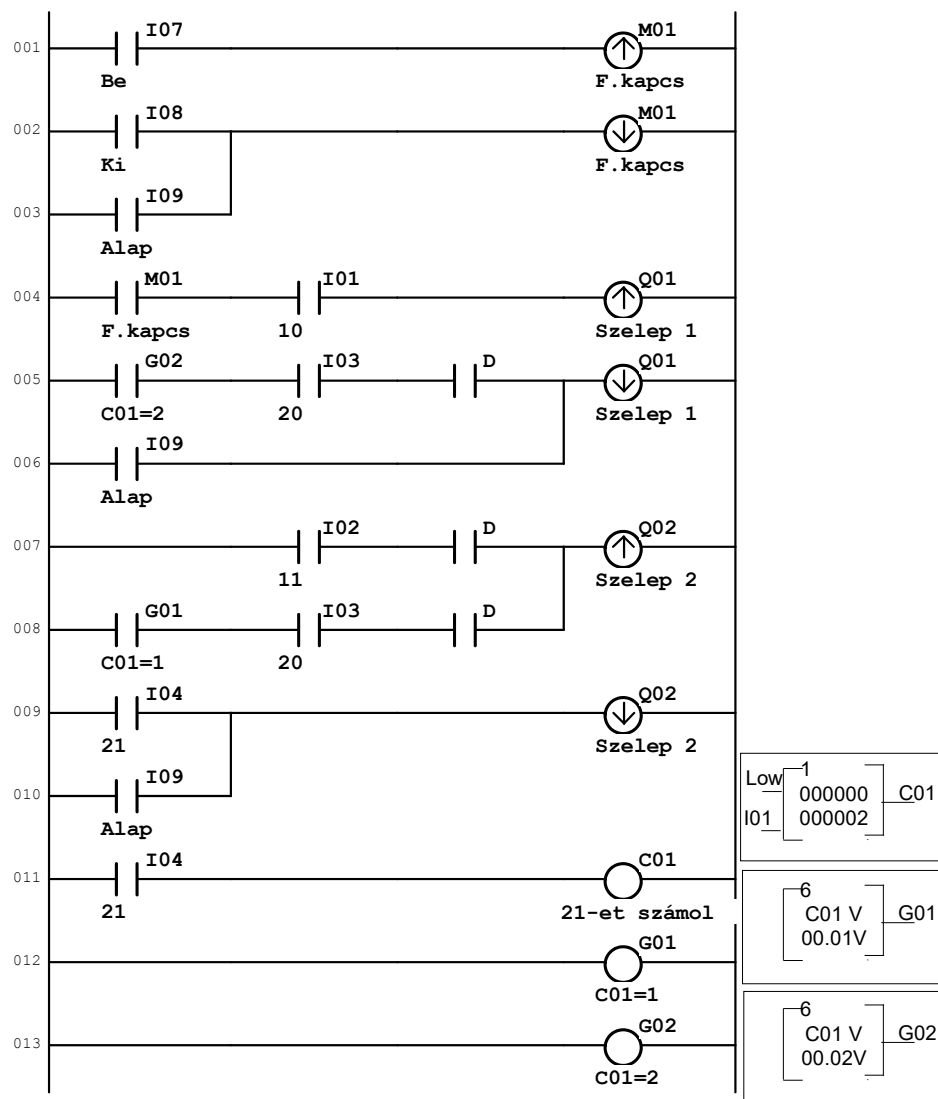 I07 M01
001
Be F.kapcs
I08 M01
002
Ki F.kapcs
I09
003
Alap
M01 I01 Q01
004
F.kapcs 10 Szelep 1
G02 I03 D Q01
005
C01=2 20 Szelep 1
I09
006
Alap
I02 D Q02
007
11 Szelep 2
G01 I03 D
008
C01=1 20
I04 Q02
009
21 Szelep 2
I09
010
Alap
I04 C01
011
21 21-et számol
G01
012
C01=1
G02
013
C01=2
1
Low 000000 C01
I01 000002
6
C01 V G01
00.01V
6
C01 V G02
00.02V